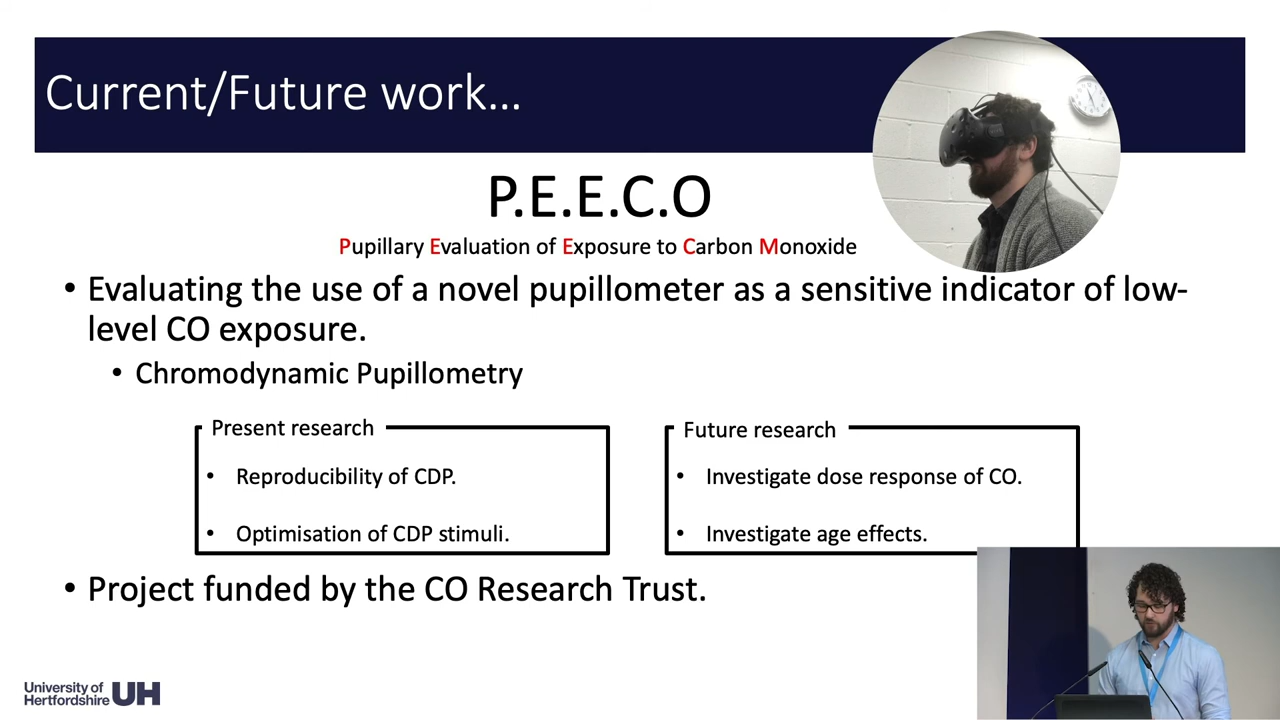 Current/Future work...
P.E.E.C.O
Pupillary Evaluation of Exposure to Carbon Monoxide
• Evaluating the use of a novel pupillometer as a sensitive indicator of low-
level CO exposure.
• Chromodynamic Pupillometry
Present research
• Reproducibility of CDP.
• Optimisation of CDP stimuli.
Future research
• Investigate dose response of CO.
• Investigate age effects.
• Project funded by the CO Research Trust.
University of
Hertfordshire UH